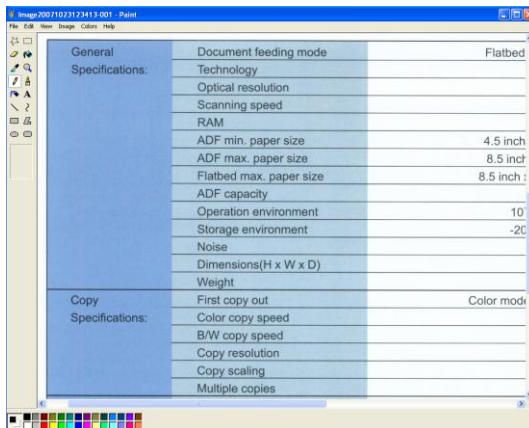 Image20071023123413-001 - Paint
File Edit View Image Colors Help
General Document feeding mode Flatbed
Specifications: Technology
Optical resolution
Scanning speed
RAM
ADF min. paper size 4.5 inch
ADF max. paper size 8.5 inch
Flatbed max. paper size 8.5 inch
ADF capacity
Operation environment 10
Storage environment -20
Noise
Dimensions(H x W x D)
Weight
Copy First copy out Color mode
Specifications: Color copy speed
B/W copy speed
Copy resolution
Copy scaling
Multiple copies